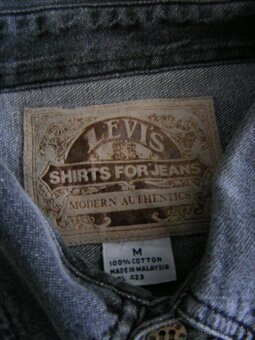 LEVI'S
SHIRTS FOR JEANS
MODERN AUTHENTICS
M
100% COTTON
MADE IN MALAYSIA